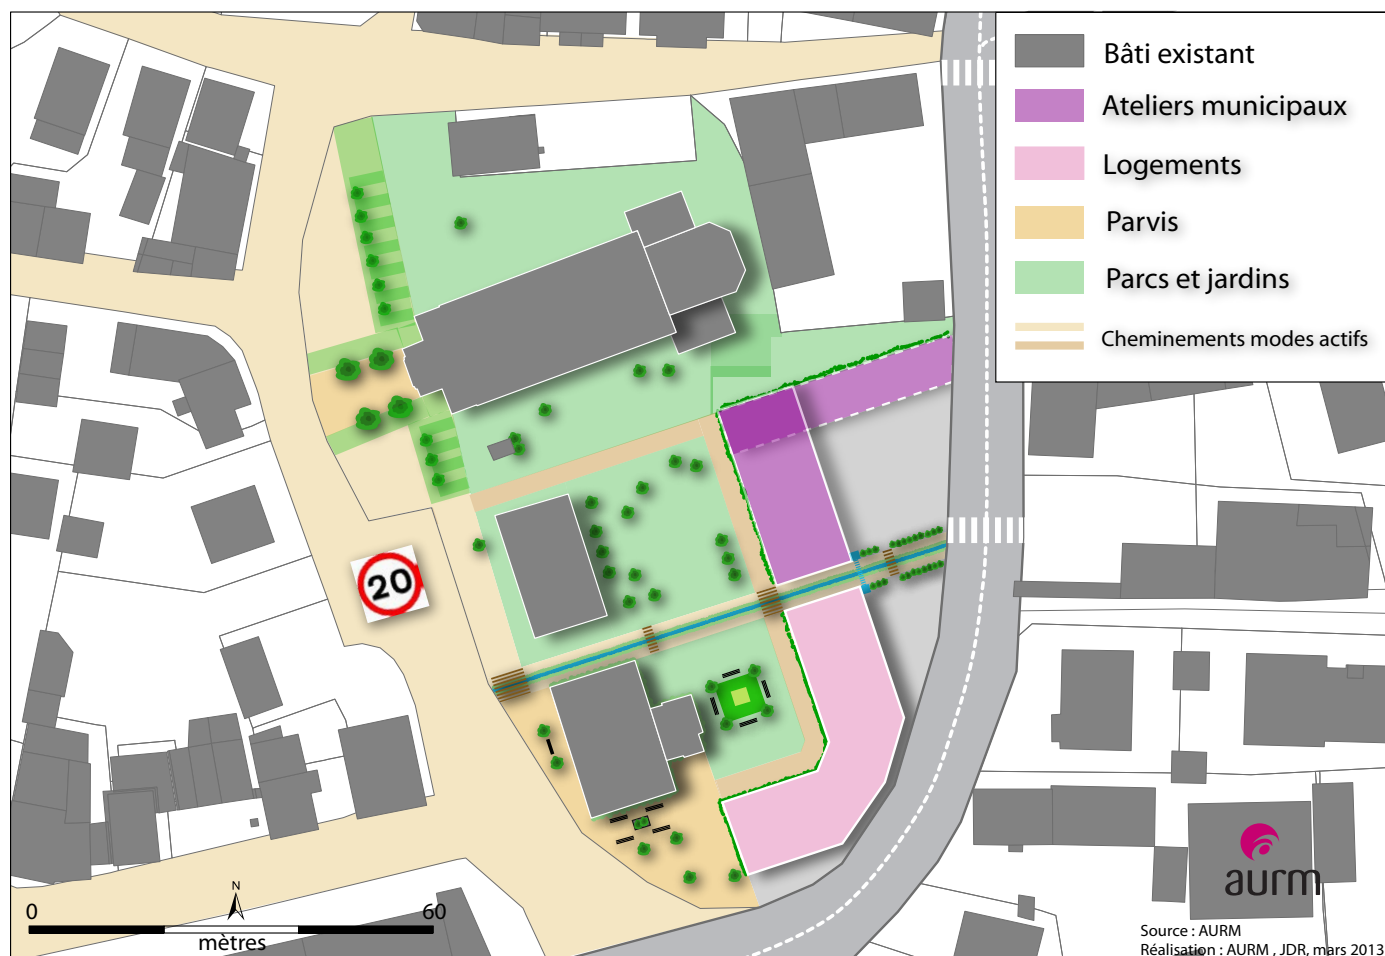 Bâti existant
Ateliers municipaux
Logements
Parvis
Parcs et jardins
Cheminements modes actifs
20
N
0 60
mètres
aurm
Source : AURM
Réalisation : AURM , JDR, mars 2013